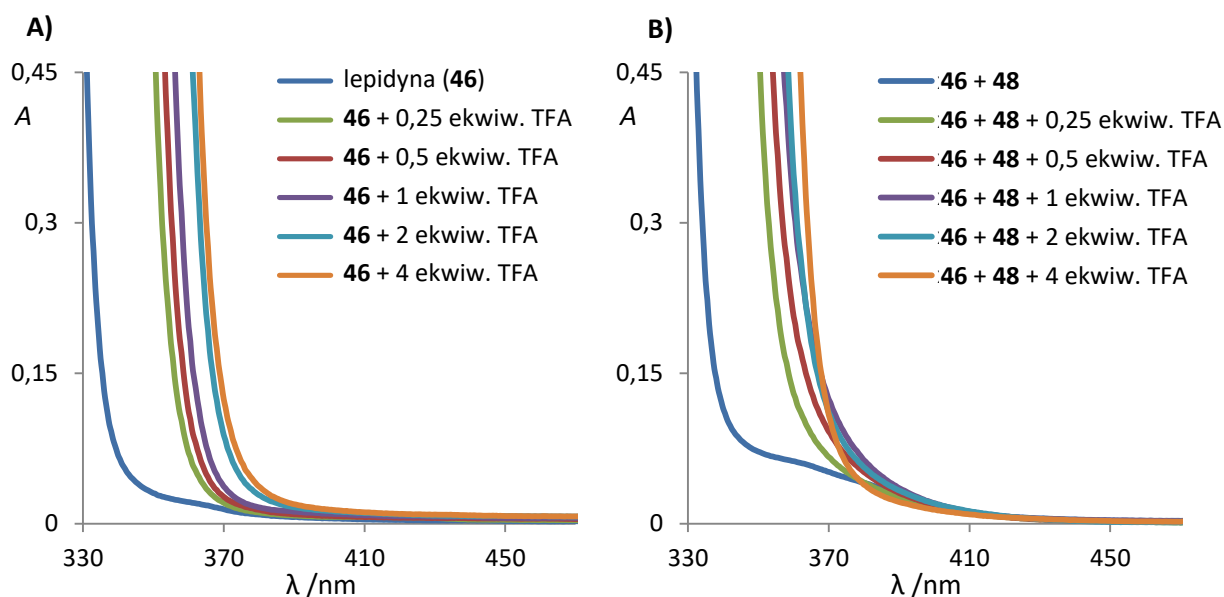 A)
0,45
A
0,3
0,15
0
330
370
410
450
λ /nm
lepidyna (46)
46 + 0,25 ekwiw. TFA
46 + 0,5 ekwiw. TFA
46 + 1 ekwiw. TFA
46 + 2 ekwiw. TFA
46 + 4 ekwiw. TFA
B)
0,45
A
0,3
0,15
0
330
370
410
450
λ /nm
46 + 48
46 + 48 + 0,25 ekwiw. TFA
46 + 48 + 0,5 ekwiw. TFA
46 + 48 + 1 ekwiw. TFA
46 + 48 + 2 ekwiw. TFA
46 + 48 + 4 ekwiw. TFA